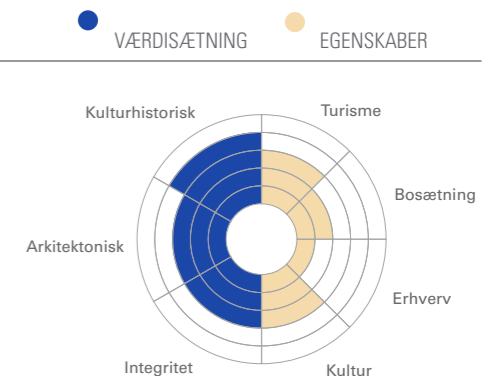 VÆRDISÆTNING
EGENSKABER
Kulturhistorisk
Turisme
Bosætning
Arkitektonisk
Erhverv
Integritet
Kultur